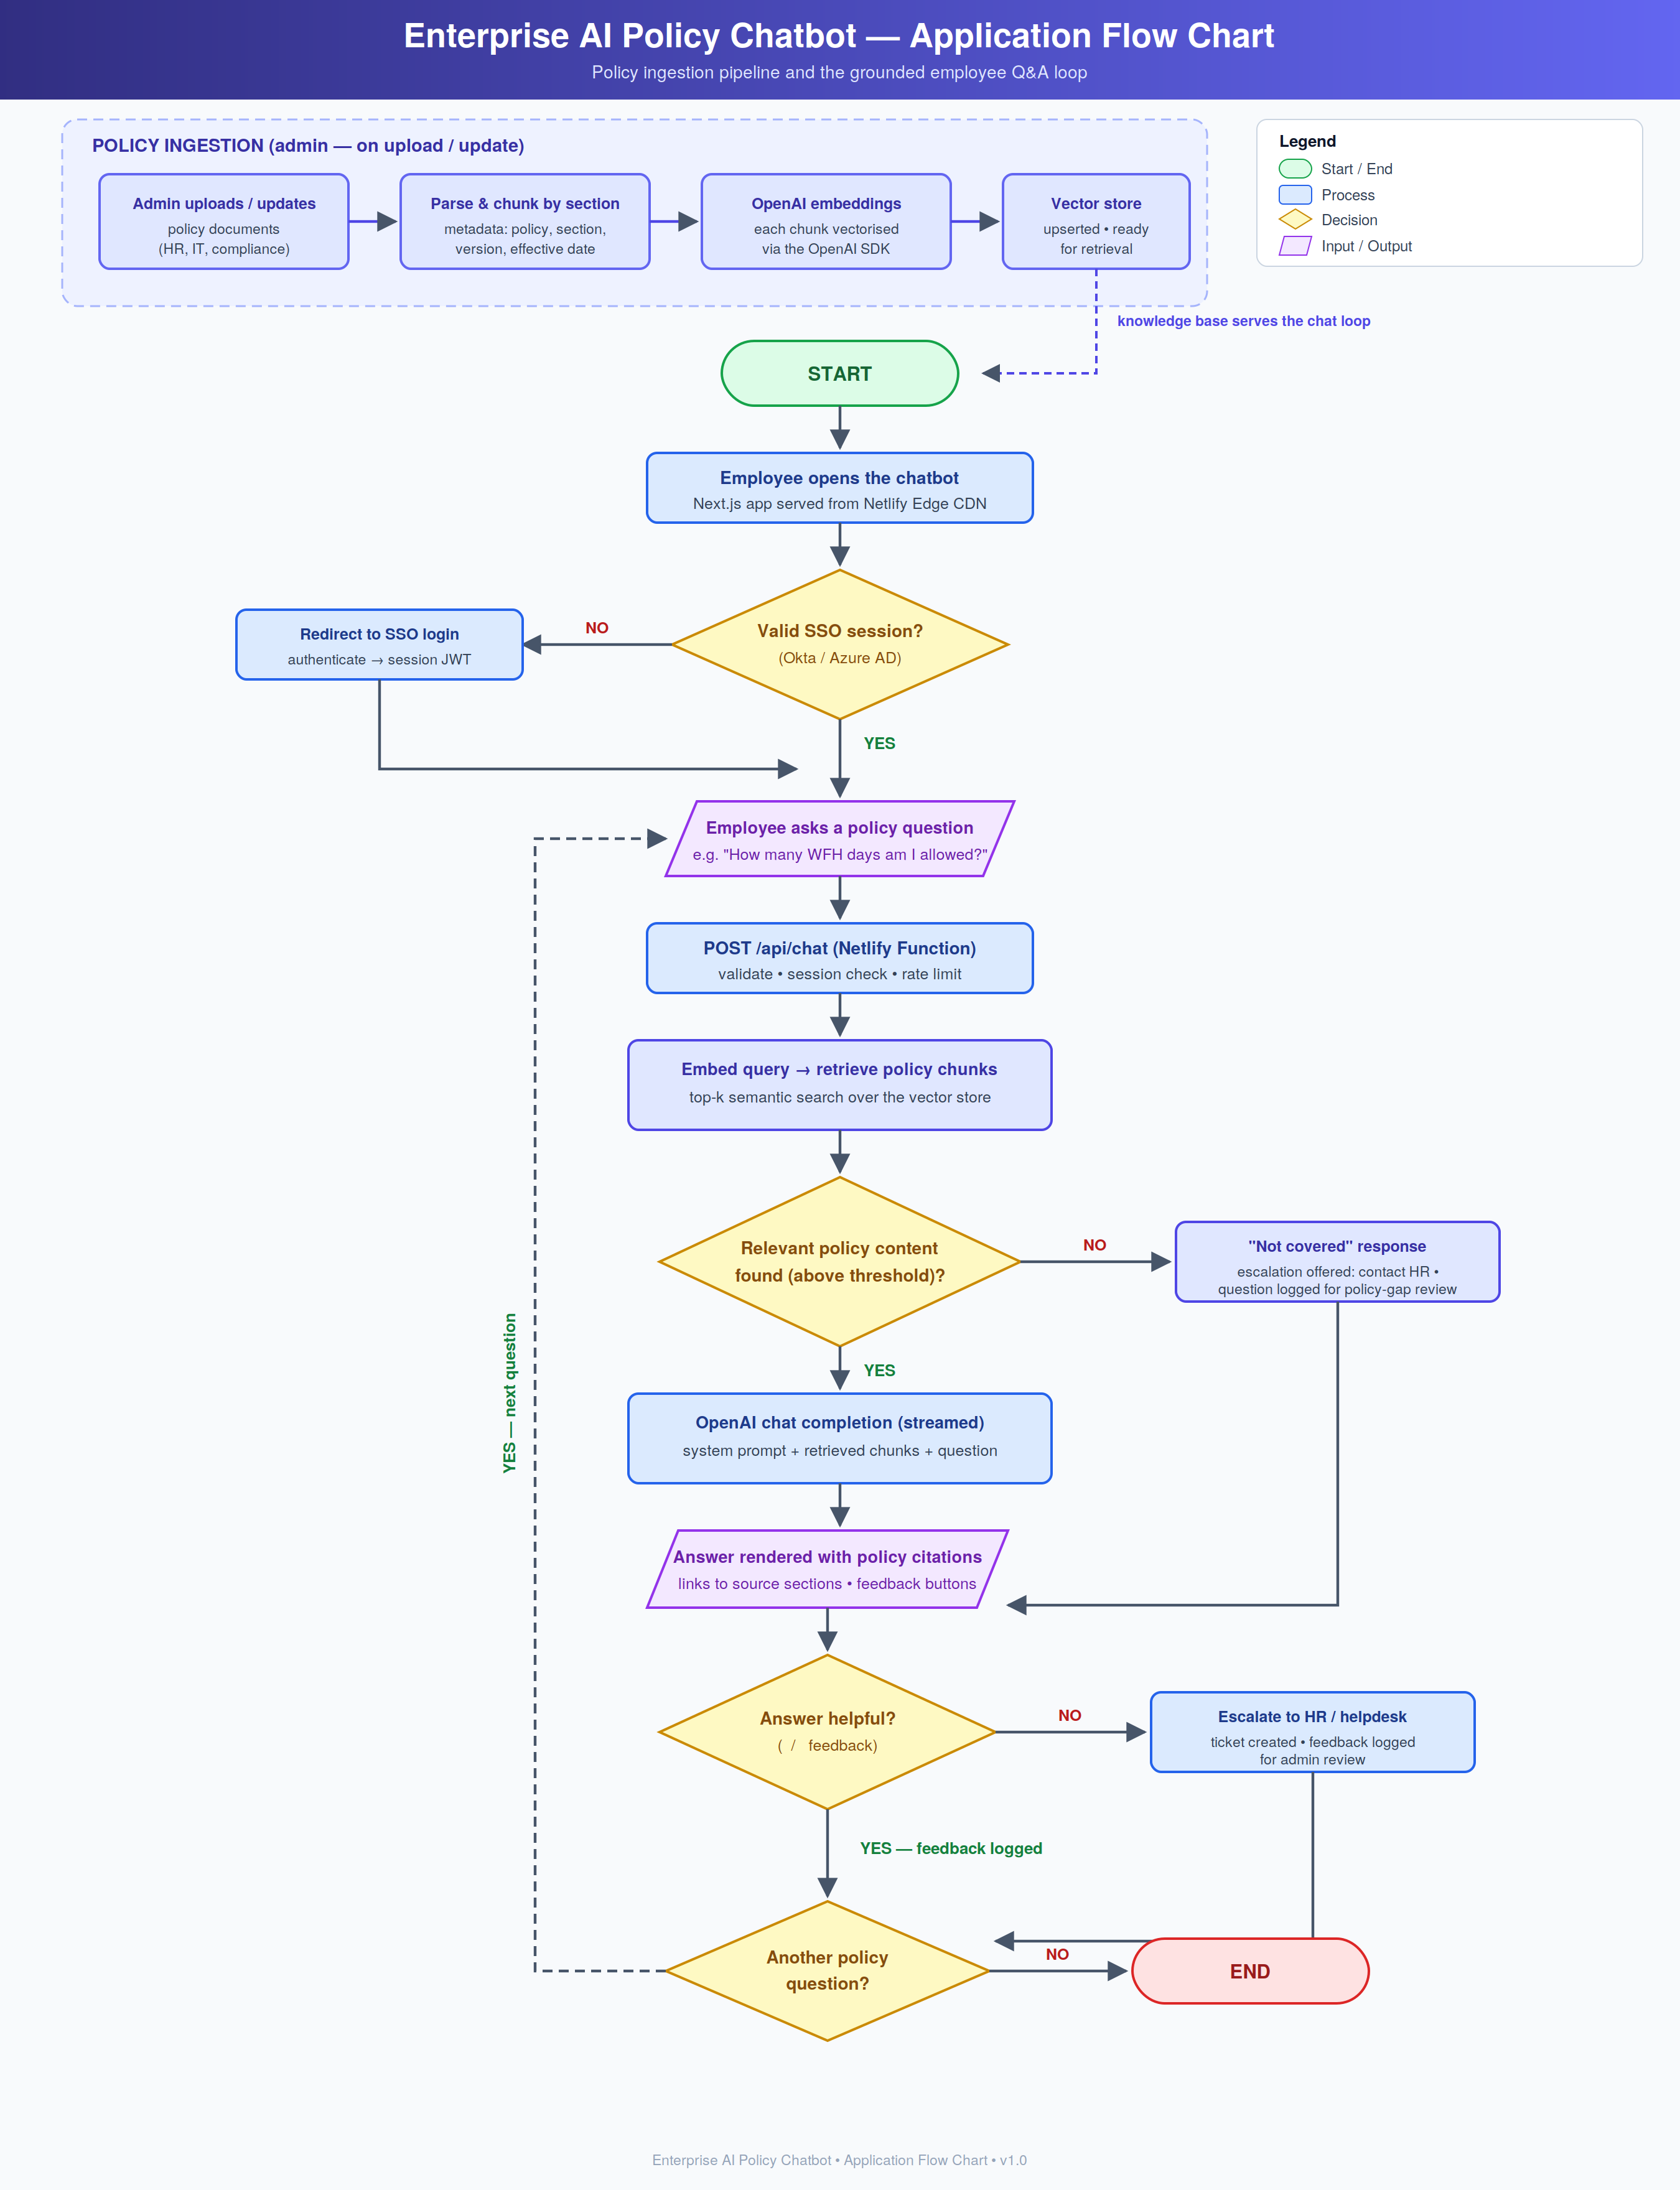 Enterprise AI Policy Chatbot — Application Flow Chart
Policy ingestion pipeline and the grounded employee Q&A loop
POLICY INGESTION (admin — on upload / update)
Admin uploads / updates
policy documents
(HR, IT, compliance)
Parse & chunk by section
metadata: policy, section,
version, effective date
OpenAI embeddings
each chunk vectorised
via the OpenAI SDK
Vector store
upserted • ready
for retrieval
Legend
Start / End
Process
Decision
Input / Output
knowledge base serves the chat loop
START
Employee opens the chatbot
Next.js app served from Netlify Edge CDN
Valid SSO session?
(Okta / Azure AD)
NO
Redirect to SSO login
authenticate → session JWT
YES
Employee asks a policy question
e.g. "How many WFH days am I allowed?"
POST /api/chat (Netlify Function)
validate • session check • rate limit
Embed query → retrieve policy chunks
top-k semantic search over the vector store
Relevant policy content
found (above threshold)?
NO
"Not covered" response
escalation offered: contact HR •
question logged for policy-gap review
YES
YES — next question
OpenAI chat completion (streamed)
system prompt + retrieved chunks + question
Answer rendered with policy citations
links to source sections • feedback buttons
Answer helpful?
( / feedback)
NO
Escalate to HR / helpdesk
ticket created • feedback logged
for admin review
YES — feedback logged
Another policy
question?
NO
END
Enterprise AI Policy Chatbot • Application Flow Chart • v1.0